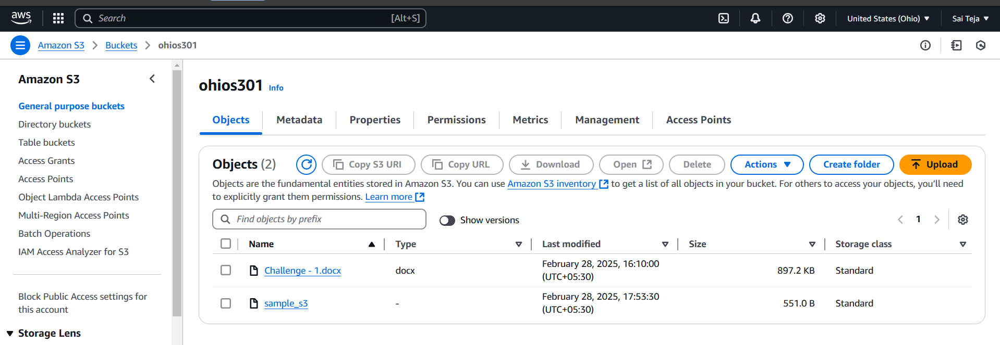 aws
Search [Alt+S]
United States (Ohio)
Sai Teja
Amazon S3 > Buckets > ohios301
Amazon S3
General purpose buckets
Directory buckets
Table buckets
Access Grants
Access Points
Object Lambda Access Points
Multi-Region Access Points
Batch Operations
IAM Access Analyzer for S3
Block Public Access settings for
this account
Storage Lens
ohios301 Info
Objects Metadata Properties Permissions Metrics Management Access Points
Objects (2) Copy S3 URI Copy URL Download Open Delete Actions Create folder Upload
Objects are the fundamental entities stored in Amazon S3. You can use Amazon S3 inventory to get a list of all objects in your bucket. For others to access your objects, you'll need
to explicitly grant them permissions. Learn more
Find objects by prefix Show versions 1
Name Type Last modified Size Storage class
Challenge - 1.docx docx February 28, 2025, 16:10:00 (UTC+05:30) 897.2 KB Standard
sample_s3 - February 28, 2025, 17:53:30 (UTC+05:30) 551.0 B Standard